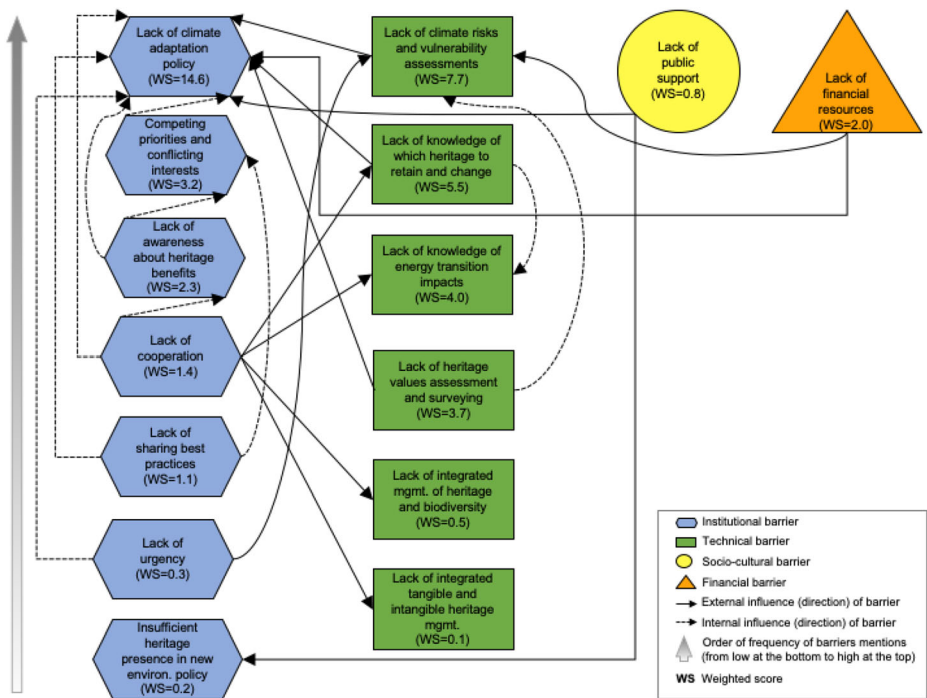 Lack of climate
adaptation
policy
(WS=14.6)
Competing
priorities and
conflicting
interests
(WS=3.2)
Lack of
awareness
about heritage
benefits
(WS=2.3)
Lack of
cooperation
(WS=1.4)
Lack of
sharing best
practices
(WS=1.1)
Lack of
urgency
(WS=0.3)
Insufficient
heritage
presence in new
environ. policy
(WS=0.2)
Lack of climate risks
and vulnerability
assessments
(WS=7.7)
Lack of knowledge of
which heritage to
retain and change
(WS=5.5)
Lack of knowledge of
energy transition
impacts
(WS=4.0)
Lack of heritage
values assessment
and surveying
(WS=3.7)
Lack of integrated
mgmt. of heritage
and biodiversity
(WS=0.5)
Lack of integrated
tangible and
intangible heritage
mgmt.
(WS=0.1)
Lack of
public
support
(WS=0.8)
Lack of
financial
resources
(WS=2.0)
Institutional barrier
Technical barrier
Socio-cultural barrier
Financial barrier
External influence (direction) of barrier
Internal influence (direction) of barrier
Order of frequency of barriers mentions
(from low at the bottom to high at the top)
WS Weighted score